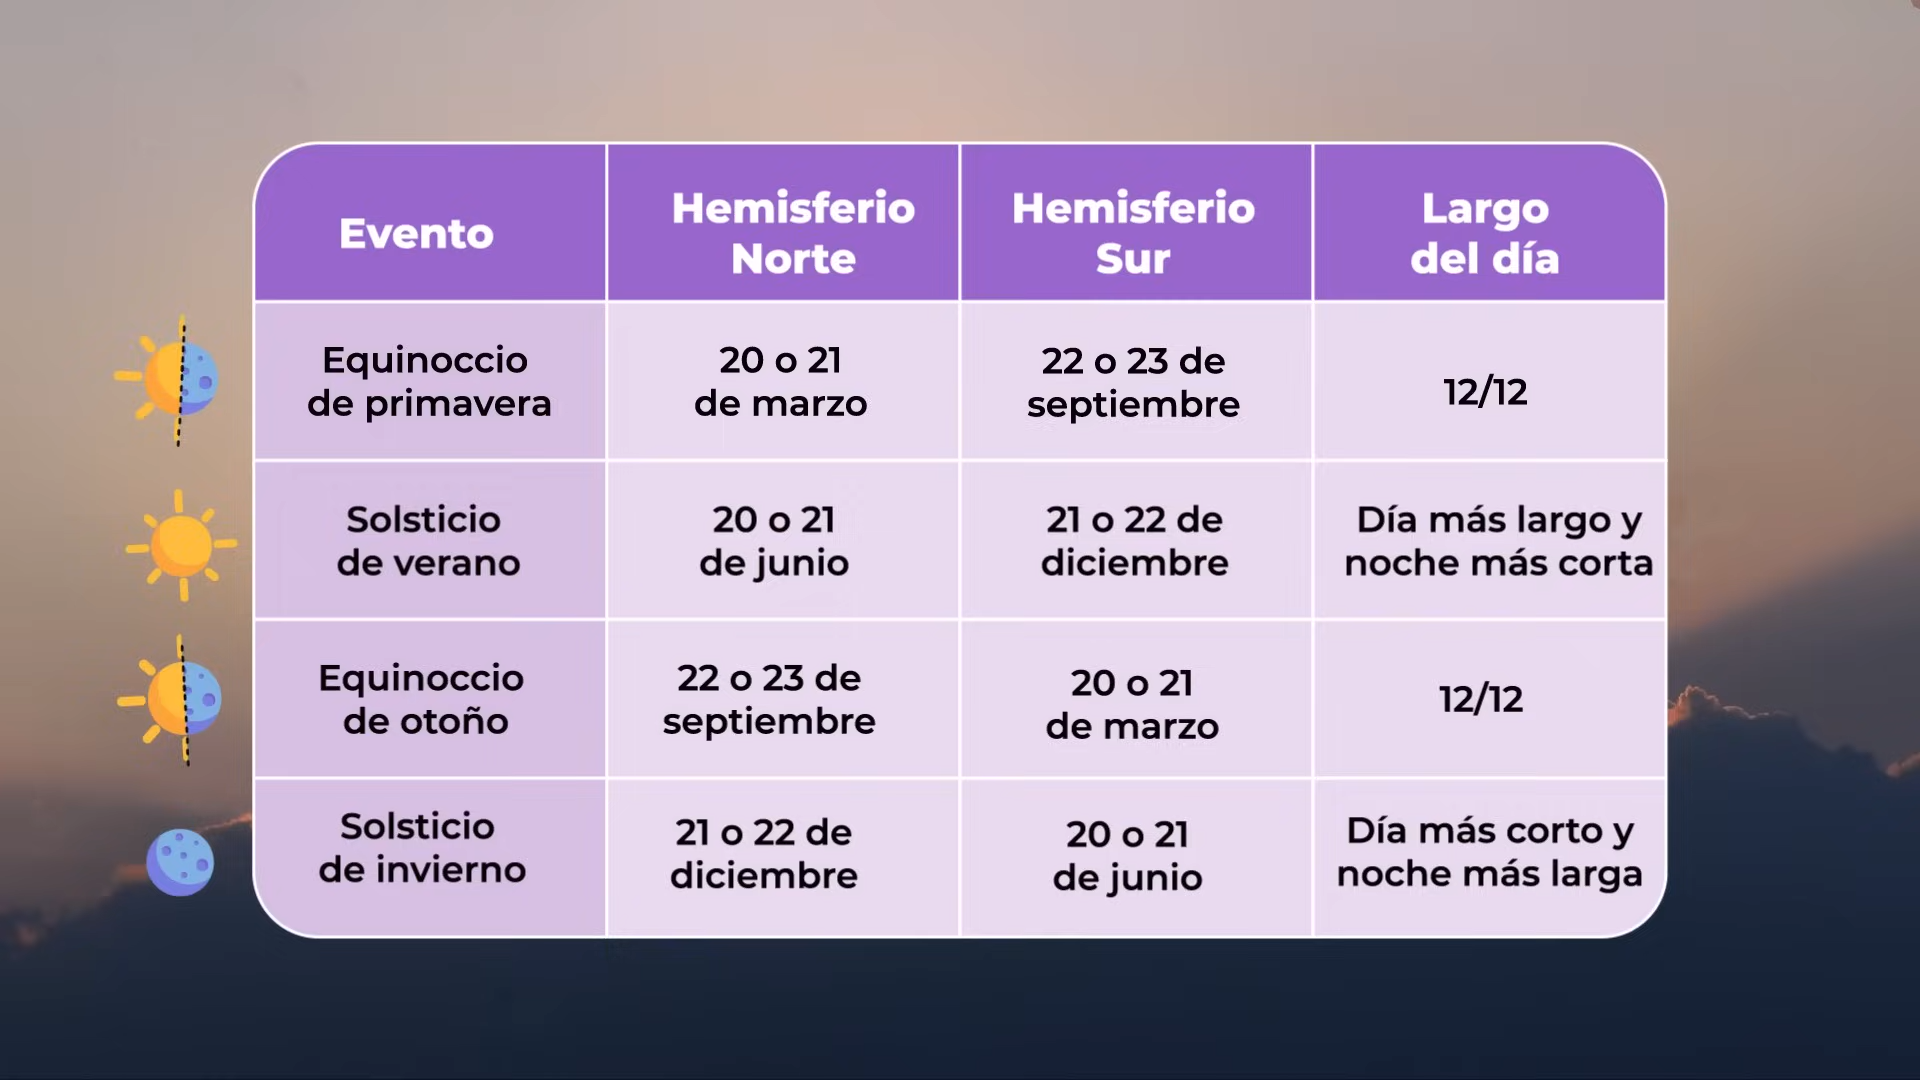 Evento
Hemisferio
Norte
Hemisferio
Sur
Largo
del día
Equinoccio
de primavera
20 o 21
de marzo
22 o 23 de
septiembre
12/12
Solsticio
de verano
20 o 21
de junio
21 o 22 de
diciembre
Día más largo y
noche más corta
Equinoccio
de otoño
22 o 23 de
septiembre
20 o 21
de marzo
12/12
Solsticio
de invierno
21 o 22 de
diciembre
20 o 21
de junio
Día más corto y
noche más larga